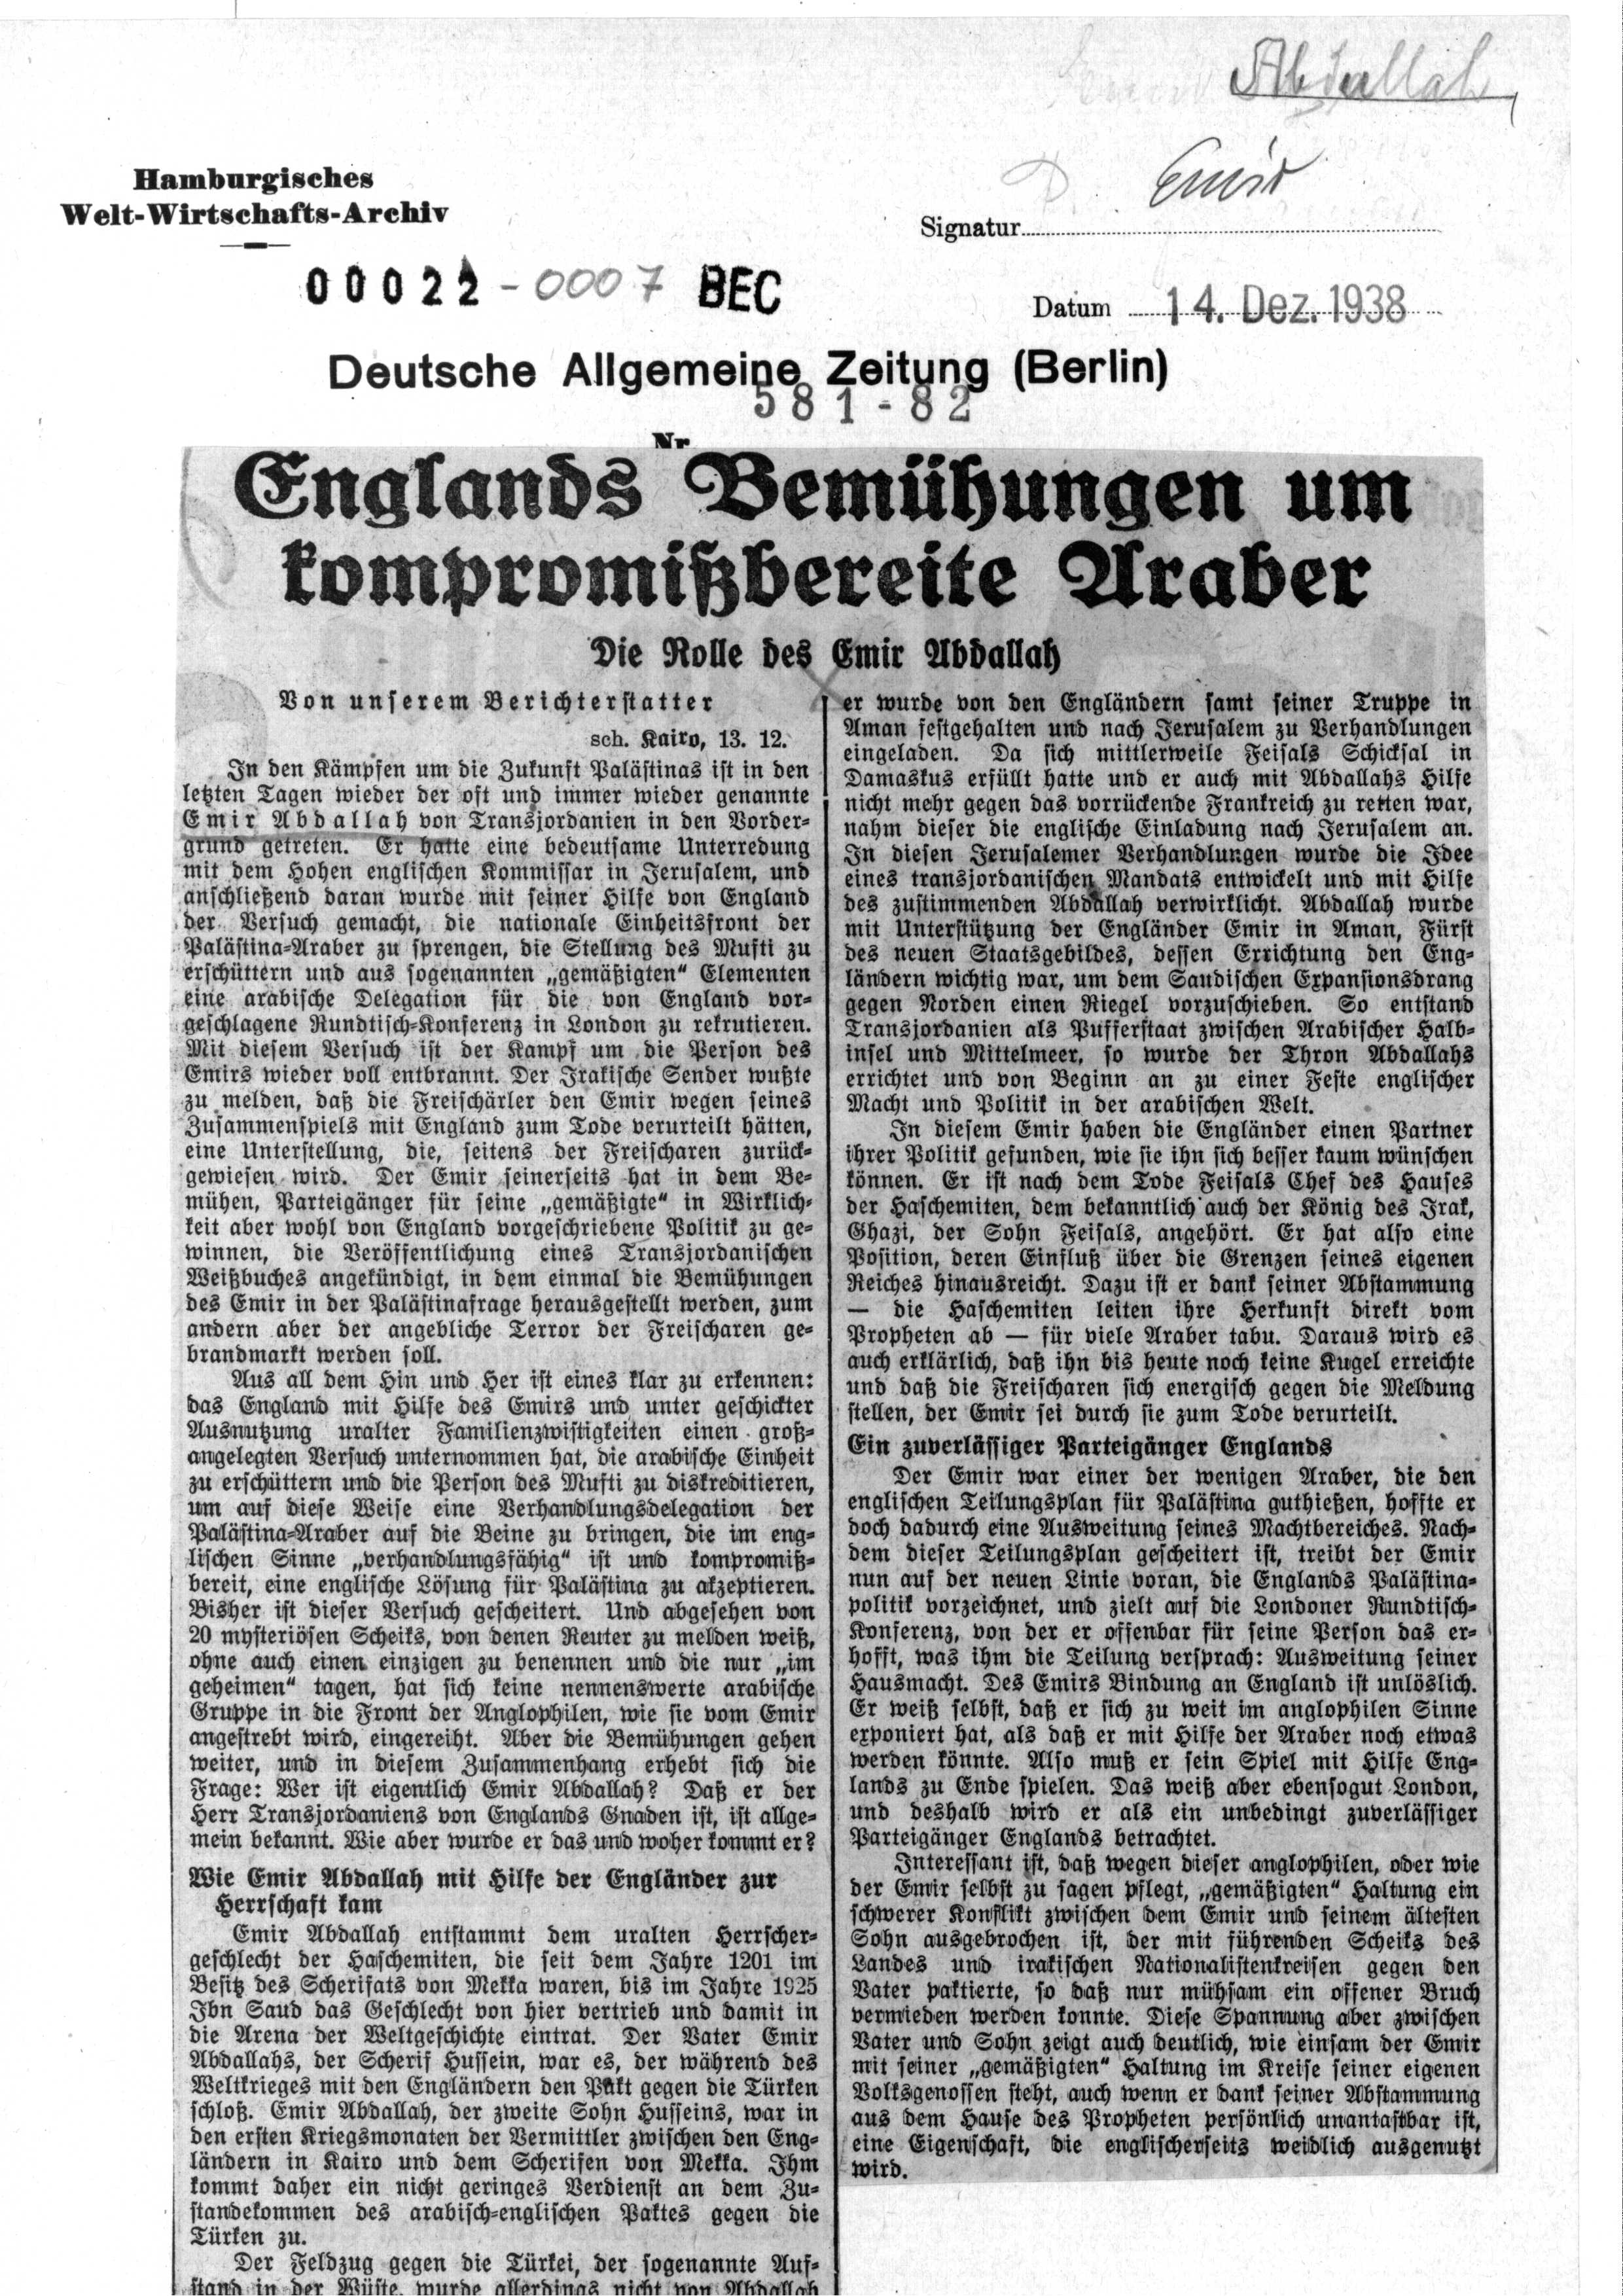 Abdullah,
Emir
Hamburgisches
Welt-Wirtschafts-Archiv
Signatur
00022-0007 BEC
Datum 14. Dez. 1938
Deutsche Allgemeine Zeitung (Berlin)
581-82
Nr
Englands Bemühungen um
kompromißbereite Araber
Die Rolle des Emir Abdallah
Von unserem Berichterstatter
sch. Kairo, 13. 12.
In den Kämpfen um die Zukunft Palästinas ist in den
letzten Tagen wieder der oft und immer wieder genannte
Emir Abdallah von Transjordanien in den Vorder-
grund getreten. Er hatte eine bedeutsame Unterredung
mit dem Hohen englischen Kommissar in Jerusalem, und
anschließend daran wurde mit seiner Hilfe von England
der Versuch gemacht, die nationale Einheitsfront der
Palästina-Araber zu sprengen, die Stellung des Mufti zu
erschüttern und aus sogenannten „gemäßigten“ Elementen
eine arabische Delegation für die von England vor-
geschlagene Rundtisch-Konferenz in London zu rekrutieren.
Mit diesem Versuch ist der Kampf um die Person des
Emirs wieder voll entbrannt. Der Irakische Sender wußte
zu melden, daß die Freischärler den Emir wegen seines
Zusammenspiels mit England zum Tode verurteilt hätten,
eine Unterstellung, die, seitens der Freischaren zurück-
gewiesen wird. Der Emir seinerseits hat in dem Be-
mühen, Parteigänger für seine „gemäßigte“ in Wirklich-
keit aber wohl von England vorgeschriebene Politik zu ge-
winnen, die Veröffentlichung eines Transjordanischen
Weißbuches angekündigt, in dem einmal die Bemühungen
des Emir in der Palästinafrage herausgestellt werden, zum
andern aber der angebliche Terror der Freischaren ge-
brandmarkt werden soll.
Aus all dem Hin und Her ist eines klar zu erkennen:
das England mit Hilfe des Emirs und unter geschickter
Ausnutzung uralter Familienzwistigkeiten einen groß-
angelegten Versuch unternommen hat, die arabische Einheit
zu erschüttern und die Person des Mufti zu diskreditieren,
um auf diese Weise eine Verhandlungsdelegation der
Palästina-Araber auf die Beine zu bringen, die im eng-
lischen Sinne „verhandlungsfähig“ ist und kompromiß-
bereit, eine englische Lösung für Palästina zu akzeptieren.
Bisher ist dieser Versuch gescheitert. Und abgesehen von
20 mysteriösen Scheiks, von denen Reuter zu melden weiß,
ohne auch einen einzigen zu benennen und die nur „im
geheimen“ tagen, hat sich keine nennenswerte arabische
Gruppe in die Front der Anglophilen, wie sie vom Emir
angestrebt wird, eingereiht. Aber die Bemühungen gehen
weiter, und in diesem Zusammenhang erhebt sich die
Frage: Wer ist eigentlich Emir Abdallah? Daß er der
Herr Transjordaniens von Englands Gnaden ist, ist allge-
mein bekannt. Wie aber wurde er das und woher kommt er?
Wie Emir Abdallah mit Hilfe der Engländer zur
Herrschaft kam
Emir Abdallah entstammt dem uralten Herrscher-
geschlecht der Haschemiten, die seit dem Jahre 1201 im
Besitz des Scherifats von Mekka waren, bis im Jahre 1925
Ibn Saud das Geschlecht von hier vertrieb und damit in
die Arena der Weltgeschichte eintrat. Der Vater Emir
Abdallahs, der Scherif Hussein, war es, der während des
Weltkrieges mit den Engländern den Pakt gegen die Türken
schloß. Emir Abdallah, der zweite Sohn Husseins, war in
den ersten Kriegsmonaten der Vermittler zwischen den Eng-
ländern in Kairo und dem Scherifen von Mekka. Ihm
kommt daher ein nicht geringes Verdienst an dem Zu-
standekommen des arabisch-englischen Paktes gegen die
Türken zu.
Der Feldzug gegen die Türkei, der sogenannte Auf-
stand in der Wüste, wurde allerdings nicht von Abdallah
er wurde von den Engländern samt seiner Truppe in
Aman festgehalten und nach Jerusalem zu Verhandlungen
eingeladen. Da sich mittlerweile Feisals Schicksal in
Damaskus erfüllt hatte und er auch mit Abdallahs Hilfe
nicht mehr gegen das vorrückende Frankreich zu retten war,
nahm dieser die englische Einladung nach Jerusalem an.
In diesen Jerusalemer Verhandlungen wurde die Idee
eines transjordanischen Mandats entwickelt und mit Hilfe
des zustimmenden Abdallah verwirklicht. Abdallah wurde
mit Unterstützung der Engländer Emir in Aman, Fürst
des neuen Staatsgebildes, dessen Errichtung den Eng-
ländern wichtig war, um dem Saudischen Expansionsdrang
gegen Norden einen Riegel vorzuschieben. So entstand
Transjordanien als Pufferstaat zwischen Arabischer Halb-
insel und Mittelmeer, so wurde der Thron Abdallahs
errichtet und von Beginn an zu einer Feste englischer
Macht und Politik in der arabischen Welt.
In diesem Emir haben die Engländer einen Partner
ihrer Politik gefunden, wie sie ihn sich besser kaum wünschen
können. Er ist nach dem Tode Feisals Chef des Hauses
der Haschemiten, dem bekanntlich auch der König des Irak,
Ghazi, der Sohn Feisals, angehört. Er hat also eine
Position, deren Einfluß über die Grenzen seines eigenen
Reiches hinausreicht. Dazu ist er dank seiner Abstammung
— die Haschemiten leiten ihre Herkunft direkt vom
Propheten ab — für viele Araber tabu. Daraus wird es
auch erklärlich, daß ihn bis heute noch keine Kugel erreichte
und daß die Freischaren sich energisch gegen die Meldung
stellen, der Emir sei durch sie zum Tode verurteilt.
Ein zuverlässiger Parteigänger Englands
Der Emir war einer der wenigen Araber, die den
englischen Teilungsplan für Palästina guthießen, hoffte er
doch dadurch eine Ausweitung seines Machtbereiches. Nach-
dem dieser Teilungsplan gescheitert ist, treibt der Emir
nun auf der neuen Linie voran, die Englands Palästina-
politik vorzeichnet, und zielt auf die Londoner Rundtisch-
Konferenz, von der er offenbar für seine Person das er-
hofft, was ihm die Teilung versprach: Ausweitung seiner
Hausmacht. Des Emirs Bindung an England ist unlöslich.
Er weiß selbst, daß er sich zu weit im anglophilen Sinne
exponiert hat, als daß er mit Hilfe der Araber noch etwas
werden könnte. Also muß er sein Spiel mit Hilfe Eng-
lands zu Ende spielen. Das weiß aber ebensogut London,
und deshalb wird er als ein unbedingt zuverlässiger
Parteigänger Englands betrachtet.
Interessant ist, daß wegen dieser anglophilen, oder wie
der Emir selbst zu sagen pflegt, „gemäßigten“ Haltung ein
schwerer Konflikt zwischen dem Emir und seinem ältesten
Sohn ausgebrochen ist, der mit führenden Scheiks des
Landes und irakischen Nationalistenkreisen gegen den
Vater paktierte, so daß nur mühsam ein offener Bruch
vermieden werden konnte. Diese Spannung aber zwischen
Vater und Sohn zeigt auch deutlich, wie einsam der Emir
mit seiner „gemäßigten“ Haltung im Kreise seiner eigenen
Volksgenossen steht, auch wenn er dank seiner Abstammung
aus dem Hause des Propheten persönlich unantastbar ist,
eine Eigenschaft, die englischerseits weidlich ausgenutzt
wird.